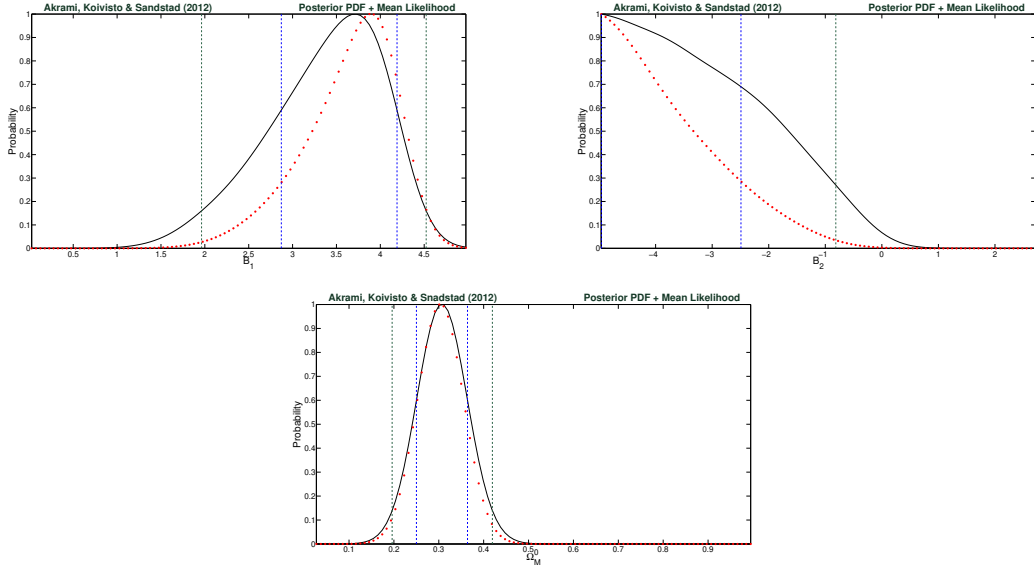 Akrami, Koivisto & Sandstad (2012) Posterior PDF + Mean Likelihood
1
0.9
0.8
0.7
0.6
0.5
0.4
0.3
0.2
0.1
0
Probability
0.5 1 1.5 2 2.5 3 3.5 4 4.5
B_1
Akrami, Koivisto & Sandstad (2012) Posterior PDF + Mean Likelihood
1
0.9
0.8
0.7
0.6
0.5
0.4
0.3
0.2
0.1
0
Probability
−4 −3 −2 −1 0 1 2
B_2
Akrami, Koivisto & Snadstad (2012) Posterior PDF + Mean Likelihood
1
0.9
0.8
0.7
0.6
0.5
0.4
0.3
0.2
0.1
0
Probability
0.1 0.2 0.3 0.4 0.5 0.6 0.7 0.8 0.9
Ω_M^0